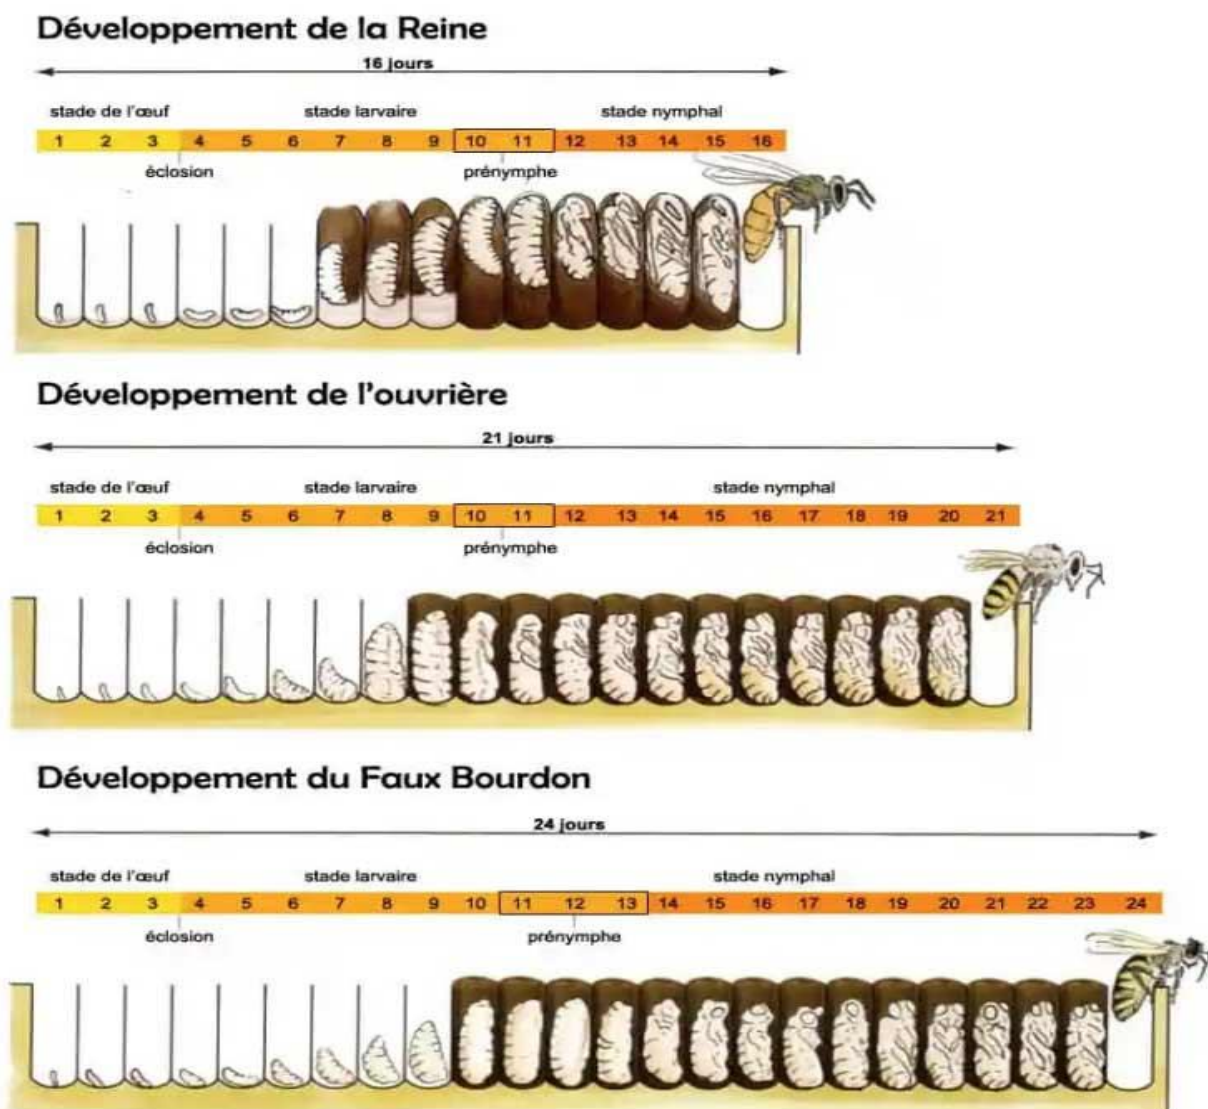 Développement de la Reine
16 jours
stade de l'œuf stade larvaire stade nymphal
1 2 3 4 5 6 7 8 9 10 11 12 13 14 15 16
éclosion prénymphe
Développement de l'ouvrière
21 jours
stade de l'œuf stade larvaire stade nymphal
1 2 3 4 5 6 7 8 9 10 11 12 13 14 15 16 17 18 19 20 21
éclosion prénymphe
Développement du Faux Bourdon
24 jours
stade de l'œuf stade larvaire stade nymphal
1 2 3 4 5 6 7 8 9 10 11 12 13 14 15 16 17 18 19 20 21 22 23 24
éclosion prénymphe